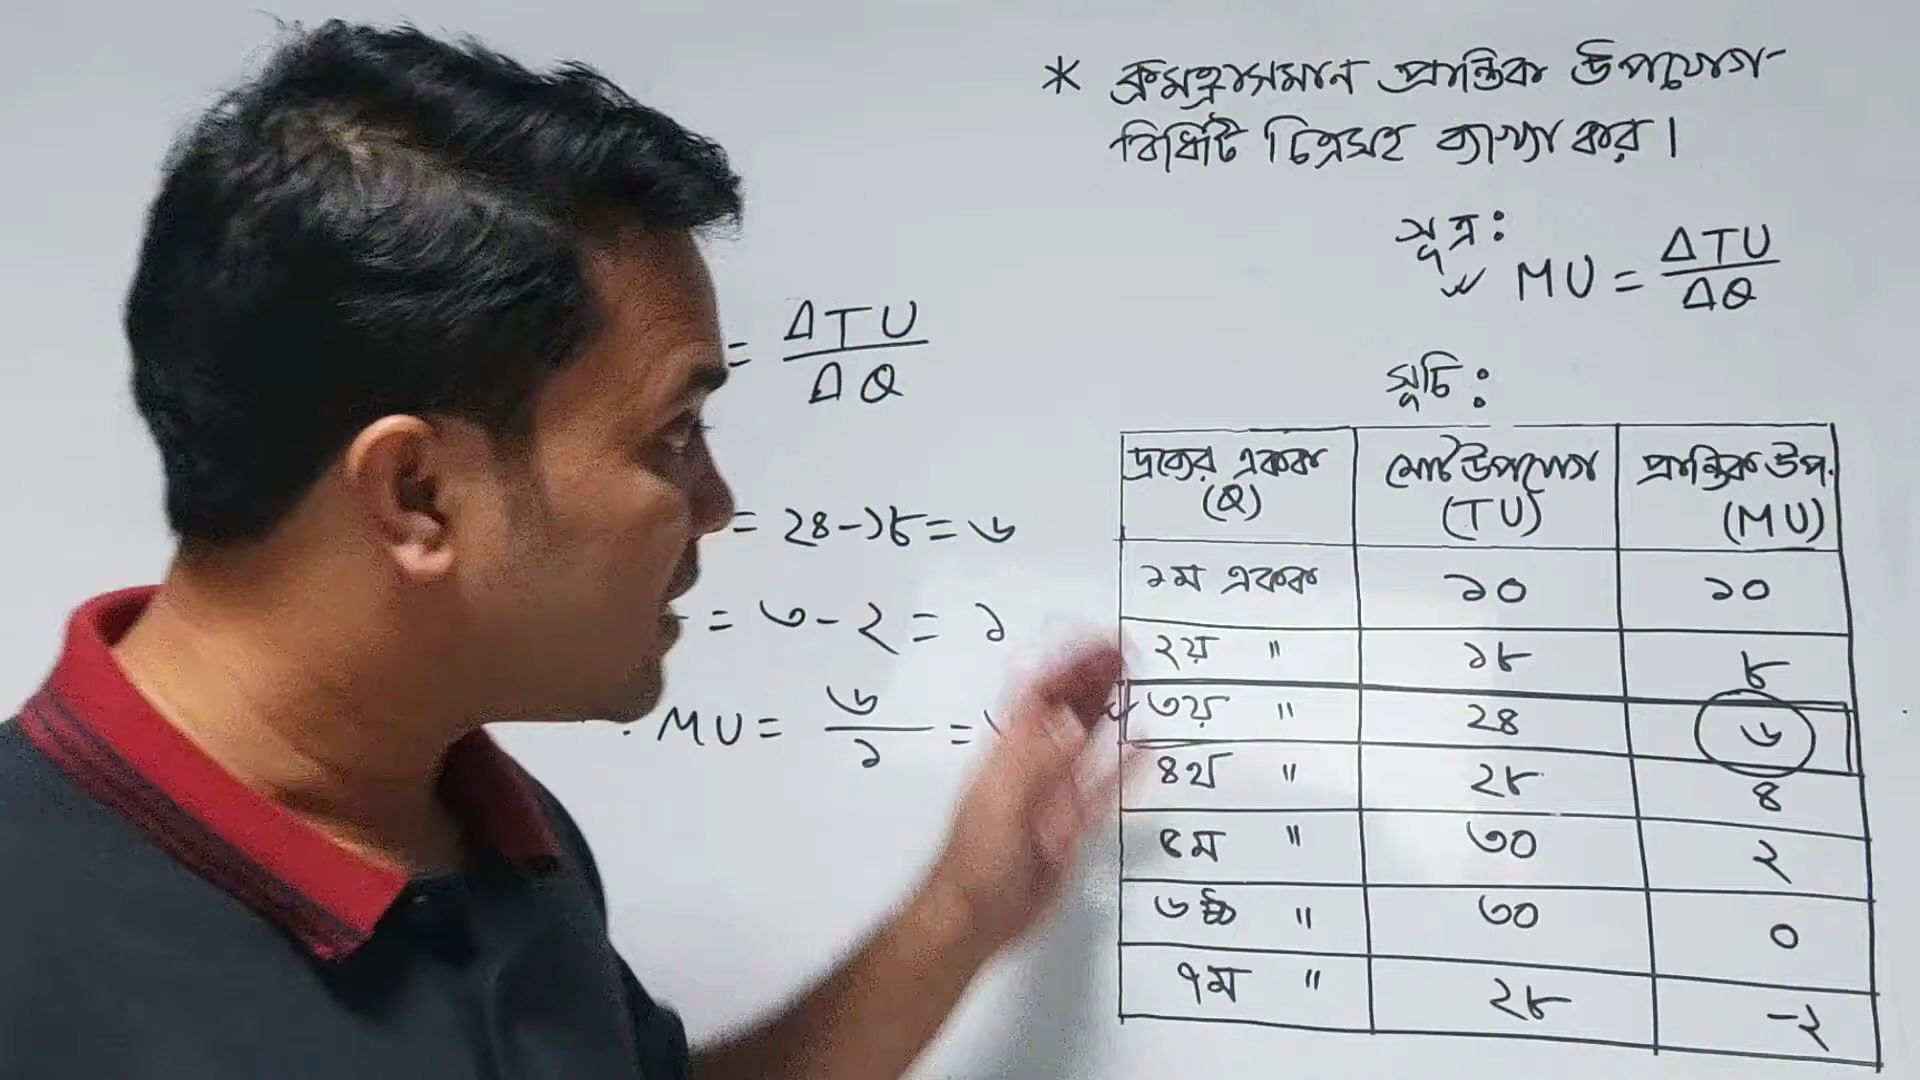 * ক্রমহ্রাসমান প্রান্তিক উপযোগ
বিধিটি চিত্রসহ ব্যাখ্যা কর।
সূত্র:
MU = ΔTU/ΔQ
= ΔTU/ΔQ
= ২৪-১৮=৬
= ৩-২ = ১
MU = ৬/১ =
সূচি:
দ্রব্যের একক (Q) মোট উপযোগ (TU) প্রান্তিক উপ. (MU)
১ম একক ১০ ১০
২য় " ১৮ ৮
৩য় " ২৪ ৬
৪র্থ " ২৮ ৪
৫ম " ৩০ ২
৬ষ্ঠ " ৩০ ০
৭ম " ২৮ -২